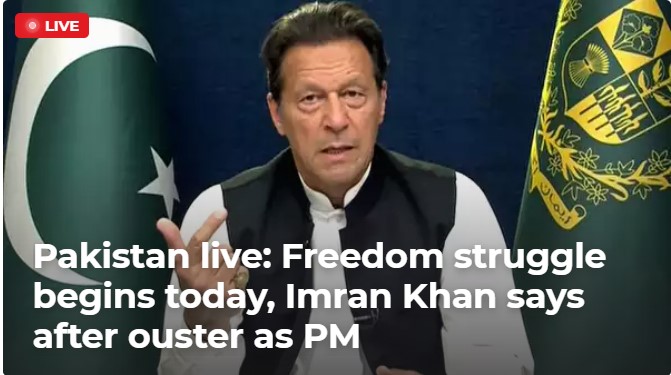 LIVE
Pakistan live: Freedom struggle
begins today, Imran Khan says
after ouster as PM